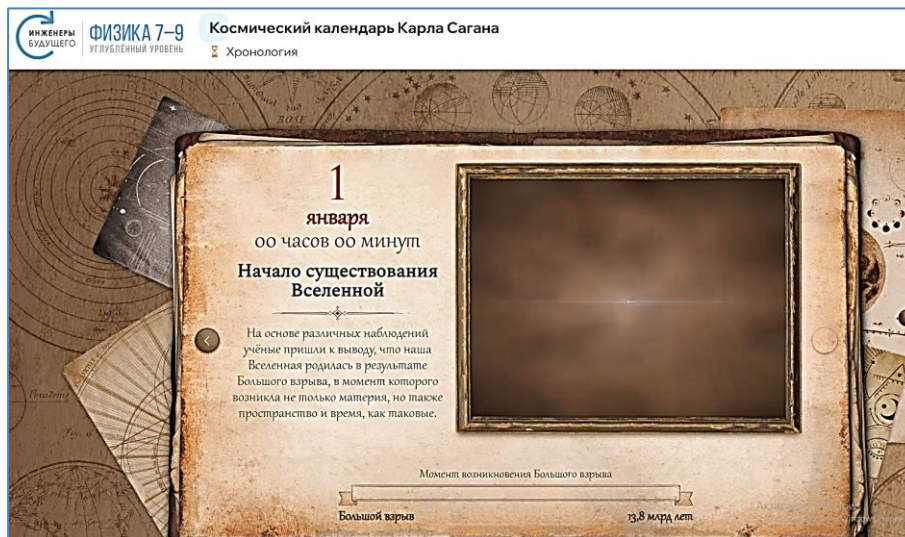 ИНЖЕНЕРЫ
БУДУЩЕГО
ФИЗИКА 7–9
УГЛУБЛЁННЫЙ УРОВЕНЬ
Космический календарь Карла Сагана
Хронология
1
января
00 часов 00 минут
Начало существования
Вселенной
На основе различных наблюдений
учёные пришли к выводу, что наша
Вселенная родилась в результате
Большого взрыва, в момент которого
возникла не только материя, но также
пространство и время, как таковые.
Момент возникновения Большого взрыва
Большой взрыв
13,8 млрд лет